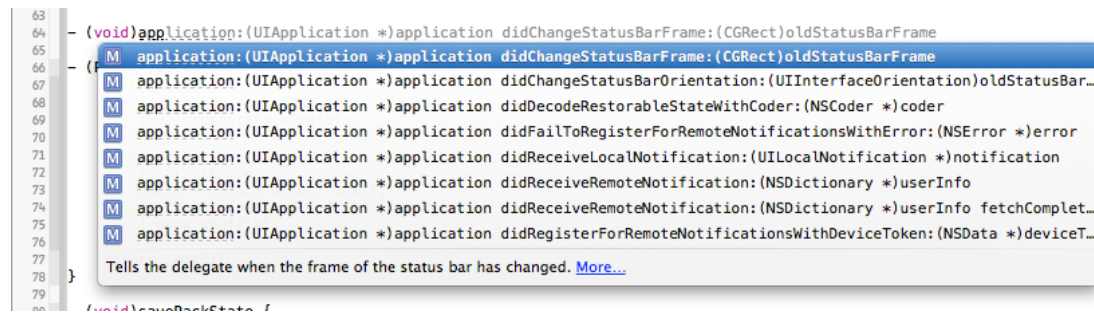 63
64 - (void)application:(UIApplication *)application didChangeStatusBarFrame:(CGRect)oldStatusBarFrame
65 M application:(UIApplication *)application didChangeStatusBarFrame:(CGRect)oldStatusBarFrame
66 - (
67 M application:(UIApplication *)application didChangeStatusBarOrientation:(UIInterfaceOrientation)oldStatusBar…
68 M application:(UIApplication *)application didDecodeRestorableStateWithCoder:(NSCoder *)coder
69
70 M application:(UIApplication *)application didFailToRegisterForRemoteNotificationsWithError:(NSError *)error
71 M application:(UIApplication *)application didReceiveLocalNotification:(UILocalNotification *)notification
72
73 M application:(UIApplication *)application didReceiveRemoteNotification:(NSDictionary *)userInfo
74 M application:(UIApplication *)application didReceiveRemoteNotification:(NSDictionary *)userInfo fetchComplet…
75
76 M application:(UIApplication *)application didRegisterForRemoteNotificationsWithDeviceToken:(NSData *)deviceT…
77 Tells the delegate when the frame of the status bar has changed. More...
78 }
79
80 (void)savePackState {